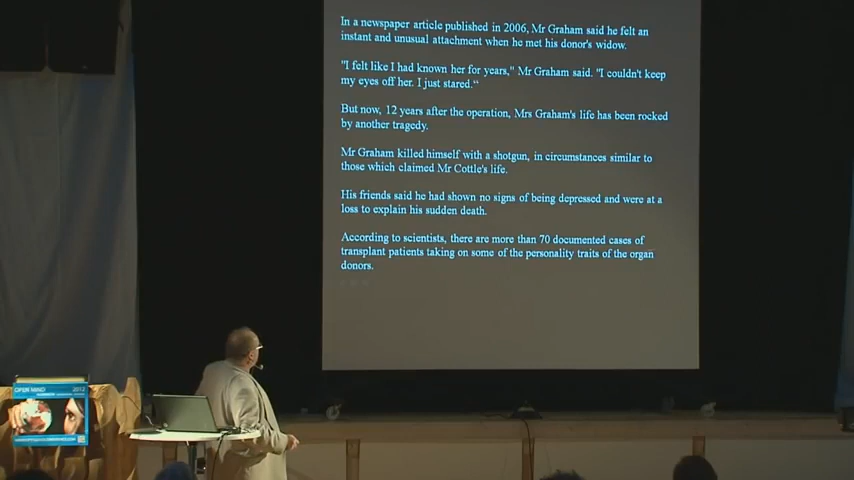 In a newspaper article published in 2006, Mr Graham said he felt an
instant and unusual attachment when he met his donor's widow.
"I felt like I had known her for years," Mr Graham said. "I couldn't keep
my eyes off her. I just stared."
But now, 12 years after the operation, Mrs Graham's life has been rocked
by another tragedy.
Mr Graham killed himself with a shotgun, in circumstances similar to
those which claimed Mr Cottle's life.
His friends said he had shown no signs of being depressed and were at a
loss to explain his sudden death.
According to scientists, there are more than 70 documented cases of
transplant patients taking on some of the personality traits of the organ
donors.
OPEN MIND
2012